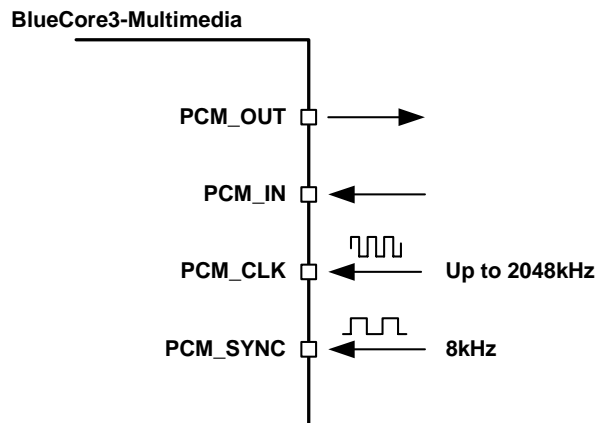 BlueCore3-Multimedia
PCM_OUT
PCM_IN
PCM_CLK
Up to 2048kHz
PCM_SYNC
8kHz